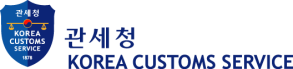 관세청
KOREA
CUSTOMS
SERVICE
1878
관세청
KOREA CUSTOMS SERVICE